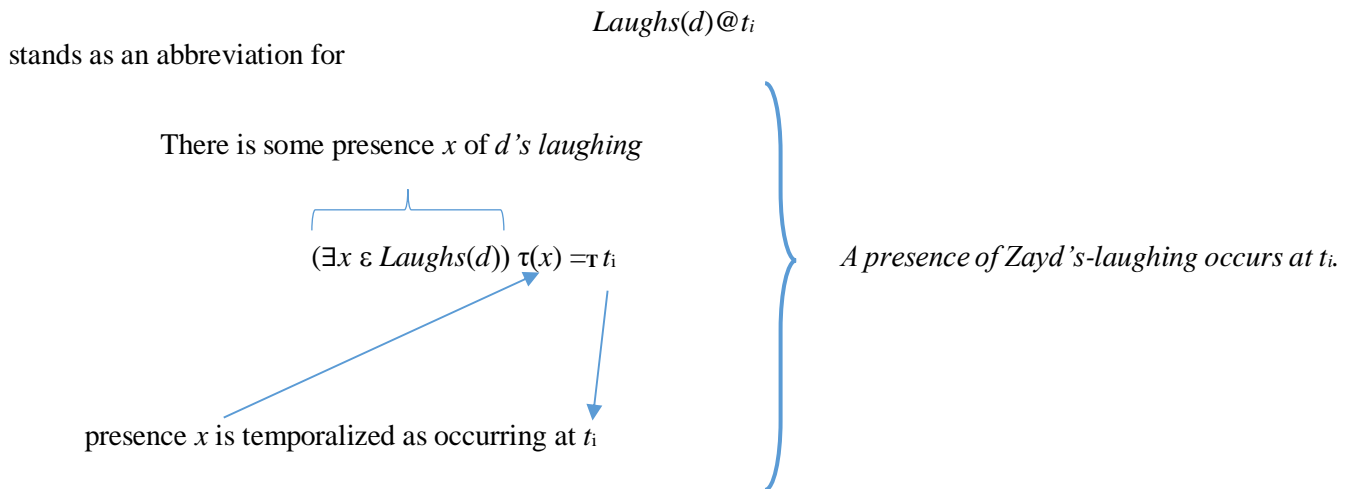 Laughs(d)@tᵢ
stands as an abbreviation for
There is some presence x of d’s laughing
(∃x ε Laughs(d)) τ(x) =ᴛ tᵢ
A presence of Zayd’s-laughing occurs at tᵢ.
presence x is temporalized as occurring at tᵢ